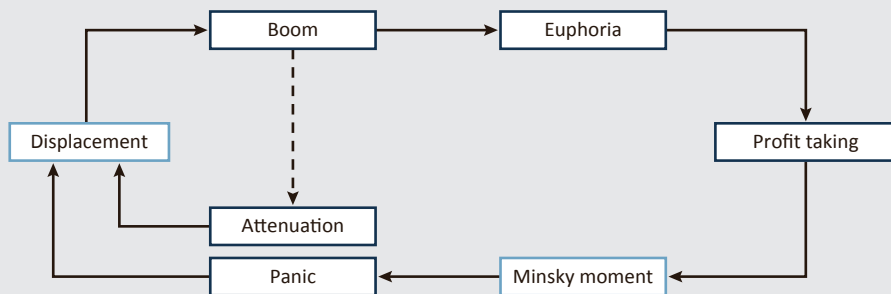 Boom
Euphoria
Displacement
Profit taking
Attenuation
Panic
Minsky moment